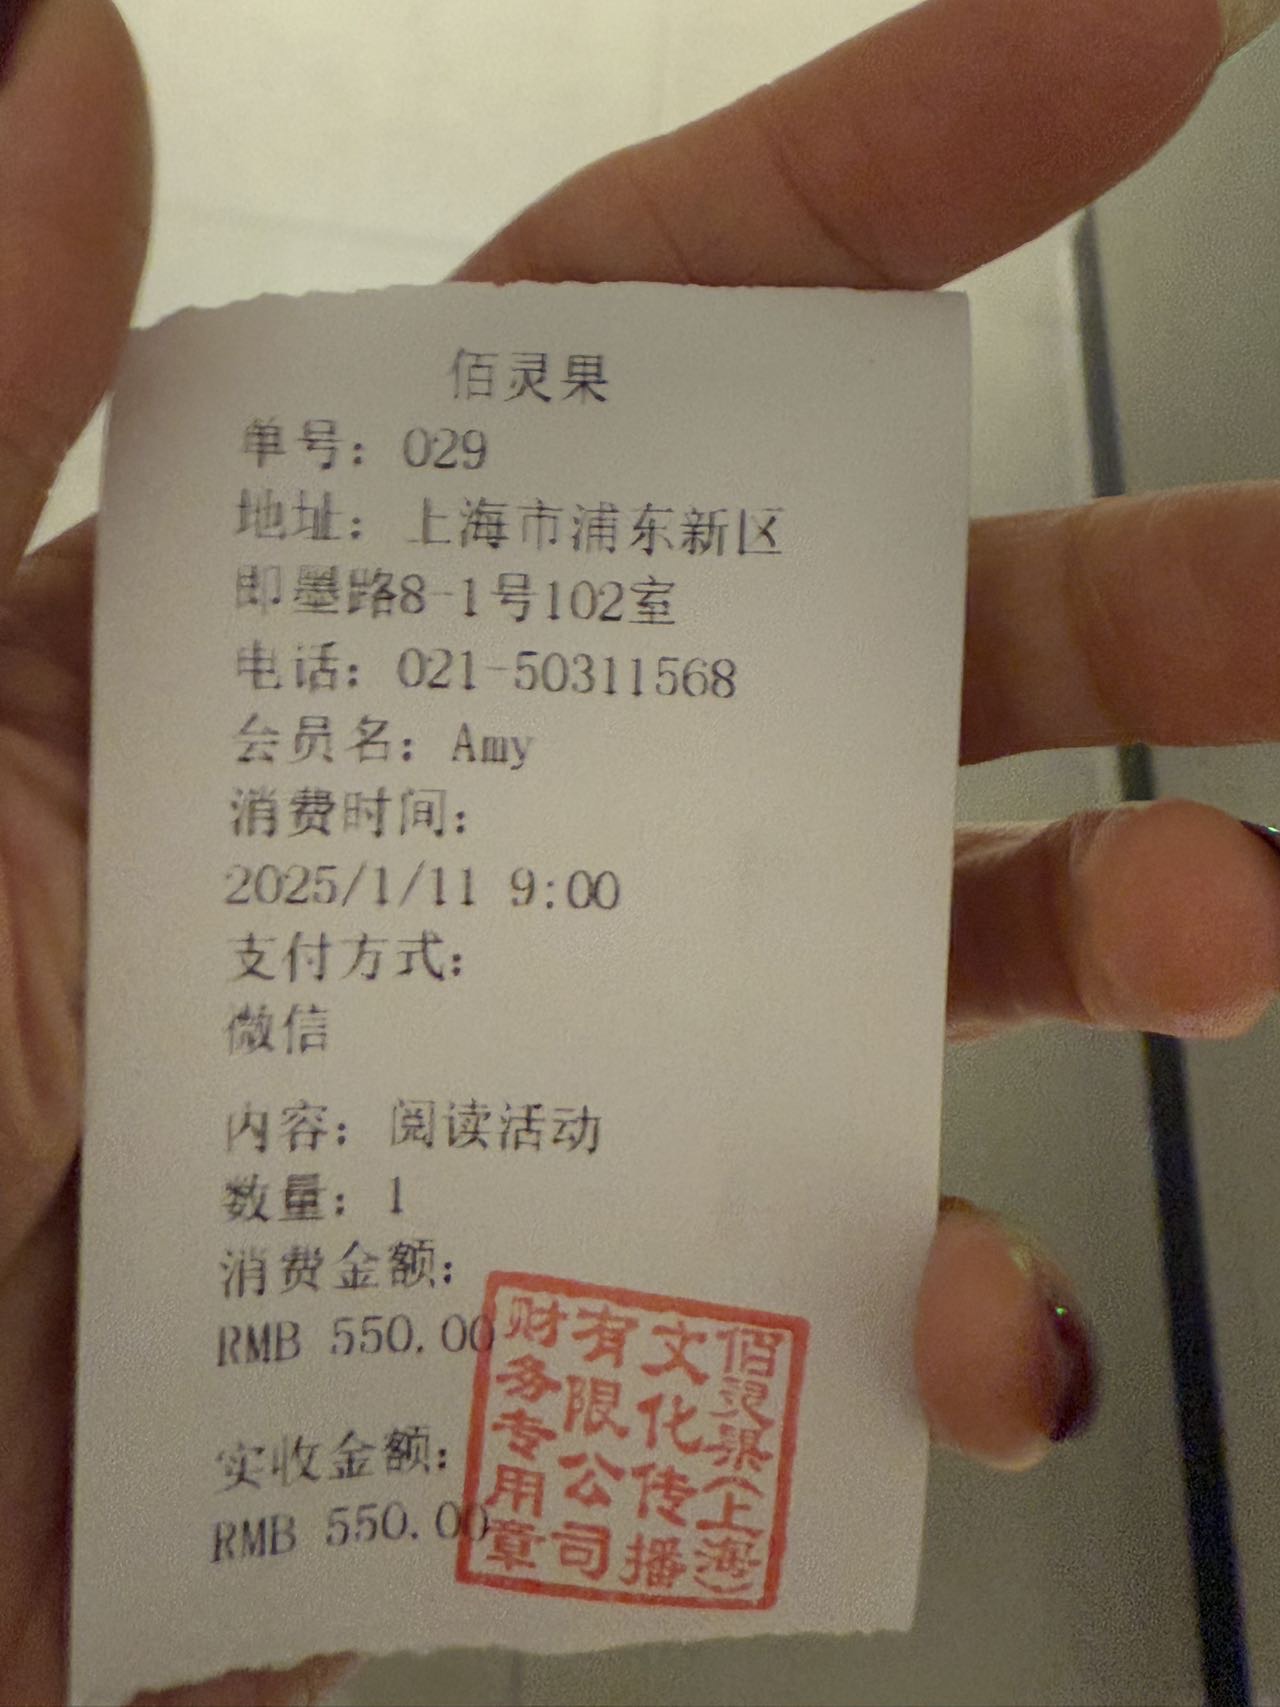 佰灵果
单号：029
地址：上海市浦东新区
即墨路8-1号102室
电话：021-50311568
会员名：Amy
消费时间：
2025/1/11 9:00
支付方式：
微信
内容：阅读活动
数量：1
消费金额：
RMB 550.00
实收金额：
RMB 550.00
佰灵果(上海)
文化传播
有限公司
财务专用章